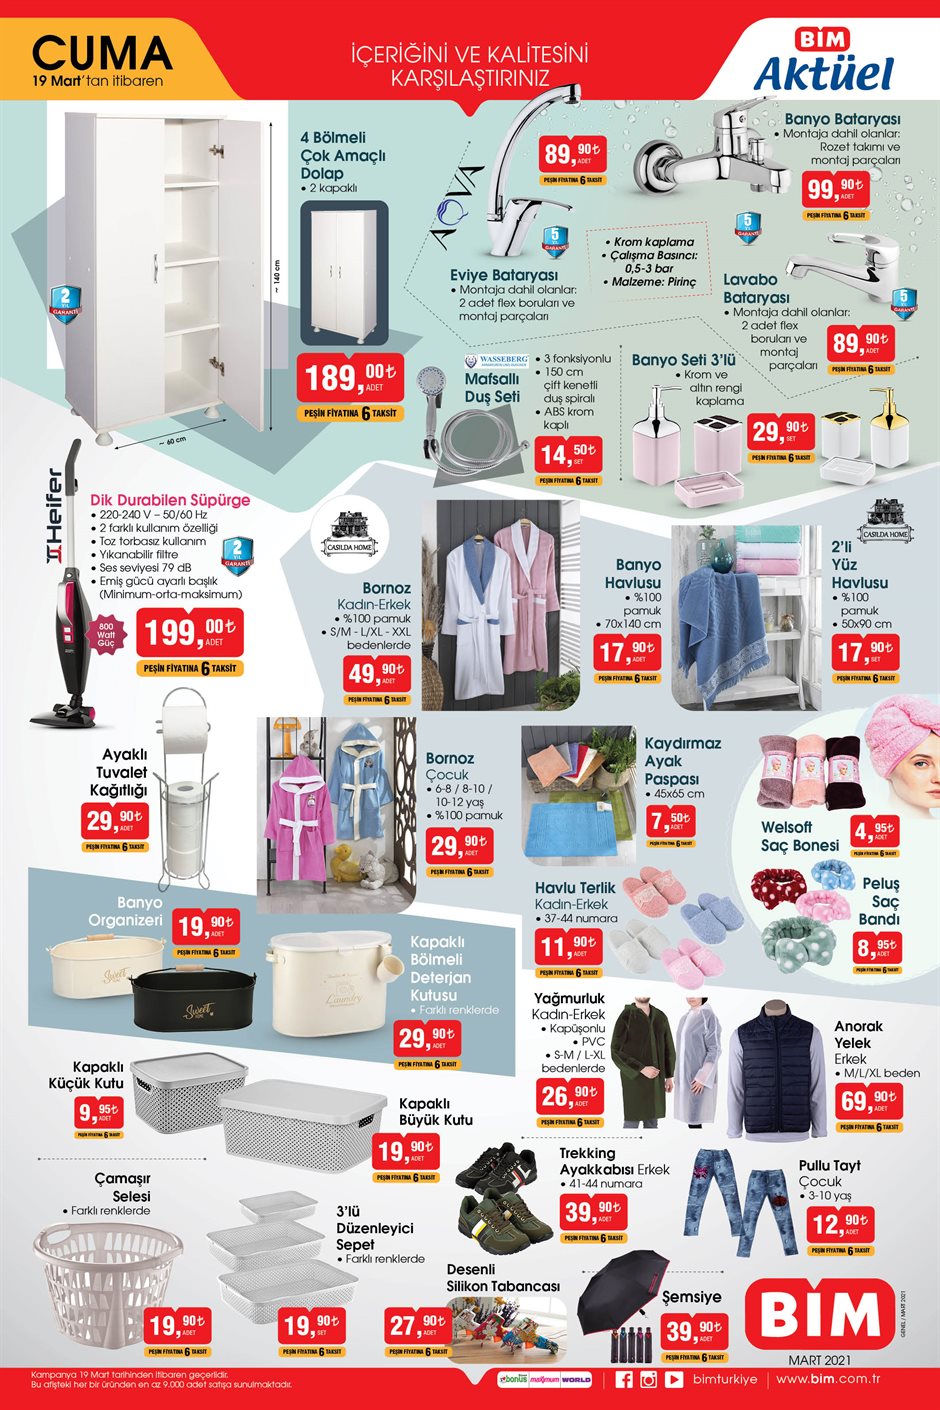 CUMA
19 Mart'tan itibaren
İÇERİĞİNİ VE KALİTESİNİ
KARŞILAŞTIRINIZ
BİM
Aktüel
4 Bölmeli
Çok Amaçlı
Dolap
• 2 kapaklı
~ 140 cm
~ 60 cm
2 YIL GARANTİ
189,00₺ ADET
PEŞİN FİYATINA 6 TAKSİT
AQVA
89,90₺ ADET
PEŞİN FİYATINA 6 TAKSİT
5 YIL GARANTİ
Eviye Bataryası
• Montaja dahil olanlar:
2 adet flex boruları ve
montaj parçaları
• Krom kaplama
• Çalışma Basıncı:
0,5-3 bar
• Malzeme: Pirinç
Banyo Bataryası
• Montaja dahil olanlar:
Rozet takımı ve
montaj parçaları
99,90₺ ADET
PEŞİN FİYATINA 6 TAKSİT
5 YIL GARANTİ
Lavabo
Bataryası
• Montaja dahil olanlar:
2 adet flex
boruları ve
montaj
parçaları
5 YIL GARANTİ
89,90₺ ADET
PEŞİN FİYATINA 6 TAKSİT
WASSERBERG
Mafsallı
Duş Seti
• 3 fonksiyonlu
• 150 cm
çift kenetli
duş spirali
• ABS krom
kaplı
14,50₺ SET
PEŞİN FİYATINA 6 TAKSİT
Banyo Seti 3'lü
• Krom ve
altın rengi
kaplama
29,90₺ SET
PEŞİN FİYATINA 6 TAKSİT
Heifer
Dik Durabilen Süpürge
• 220-240 V – 50/60 Hz
• 2 farklı kullanım özelliği
• Toz torbasız kullanım
• Yıkanabilir filtre
• Ses seviyesi 79 dB
• Emiş gücü ayarlı başlık
(Minimum-orta-maksimum)
2 YIL GARANTİ
800
Watt
Güç
199,00₺ ADET
PEŞİN FİYATINA 6 TAKSİT
CASILDA HOME
Bornoz
Kadın-Erkek
• %100 pamuk
• S/M - L/XL - XXL
bedenlerde
49,90₺ ADET
PEŞİN FİYATINA 6 TAKSİT
Banyo
Havlusu
• %100
pamuk
• 70x140 cm
17,90₺ ADET
PEŞİN FİYATINA 6 TAKSİT
CASILDA HOME
2'li
Yüz
Havlusu
• %100
pamuk
• 50x90 cm
17,90₺ SET
PEŞİN FİYATINA 6 TAKSİT
Ayaklı
Tuvalet
Kağıtlığı
29,90₺ ADET
PEŞİN FİYATINA 6 TAKSİT
Bornoz
Çocuk
• 6-8 / 8-10 /
10-12 yaş
• %100 pamuk
29,90₺ ADET
PEŞİN FİYATINA 6 TAKSİT
Kaydırmaz
Ayak
Paspası
• 45x65 cm
7,50₺ ADET
PEŞİN FİYATINA 6 TAKSİT
Welsoft
Saç Bonesi
4,95₺ ADET
PEŞİN FİYATINA 6 TAKSİT
Peluş
Saç
Bandı
8,95₺ ADET
PEŞİN FİYATINA 6 TAKSİT
Havlu Terlik
Kadın-Erkek
• 37-44 numara
11,90₺ ADET
PEŞİN FİYATINA 6 TAKSİT
Banyo
Organizeri
19,90₺ ADET
PEŞİN FİYATINA 6 TAKSİT
Sweet
HOME
Laundry
Kapaklı
Bölmeli
Deterjan
Kutusu
• Farklı renklerde
29,90₺ ADET
PEŞİN FİYATINA 6 TAKSİT
Yağmurluk
Kadın-Erkek
• Kapüşonlu
• PVC
• S-M / L-XL
bedenlerde
26,90₺ ADET
PEŞİN FİYATINA 6 TAKSİT
Anorak
Yelek
Erkek
• M/L/XL beden
69,90₺ ADET
PEŞİN FİYATINA 6 TAKSİT
Kapaklı
Küçük Kutu
9,95₺ ADET
PEŞİN FİYATINA 6 TAKSİT
Kapaklı
Büyük Kutu
19,90₺ ADET
PEŞİN FİYATINA 6 TAKSİT
Trekking
Ayakkabısı Erkek
• 41-44 numara
39,90₺ ADET
PEŞİN FİYATINA 6 TAKSİT
Pullu Tayt
Çocuk
• 3-10 yaş
12,90₺ ADET
PEŞİN FİYATINA 6 TAKSİT
Çamaşır
Selesi
• Farklı renklerde
19,90₺ ADET
PEŞİN FİYATINA 6 TAKSİT
3'lü
Düzenleyici
Sepet
• Farklı renklerde
19,90₺ SET
PEŞİN FİYATINA 6 TAKSİT
Desenli
Silikon Tabancası
27,90₺ ADET
PEŞİN FİYATINA 6 TAKSİT
Şemsiye
39,90₺ ADET
PEŞİN FİYATINA 6 TAKSİT
BİM
MART 2021
GENEL / MART 2021
Kampanya 19 Mart tarihinden itibaren geçerlidir.
Bu afişteki her bir üründen en az 9.000 adet satışa sunulmaktadır.
bonus maximum WORLD
bimturkiye
www.bim.com.tr